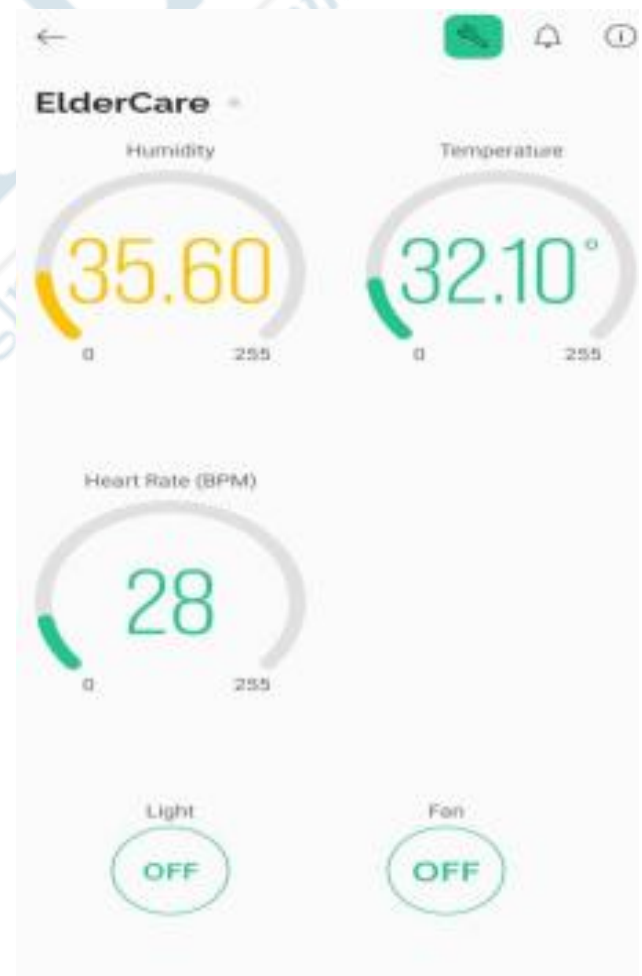 ElderCare
Humidity Temperature
35.60 32.10°
0 255 0 255
Heart Rate (BPM)
28
0 255
Light Fan
OFF OFF